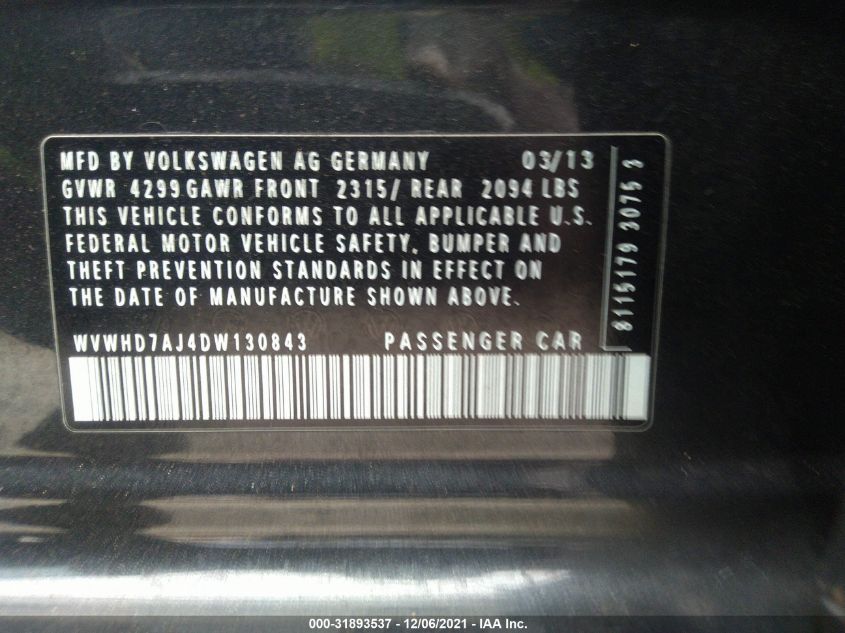 MFD BY VOLKSWAGEN AG GERMANY 03/13
GVWR 4299 GAWR FRONT 2315/ REAR 2094 LBS
THIS VEHICLE CONFORMS TO ALL APPLICABLE U.S.
FEDERAL MOTOR VEHICLE SAFETY, BUMPER AND
THEFT PREVENTION STANDARDS IN EFFECT ON
THE DATE OF MANUFACTURE SHOWN ABOVE.
WVWHD7AJ4DW130843 PASSENGER CAR
8115179 3075 3
000-31893537 - 12/06/2021 - IAA Inc.